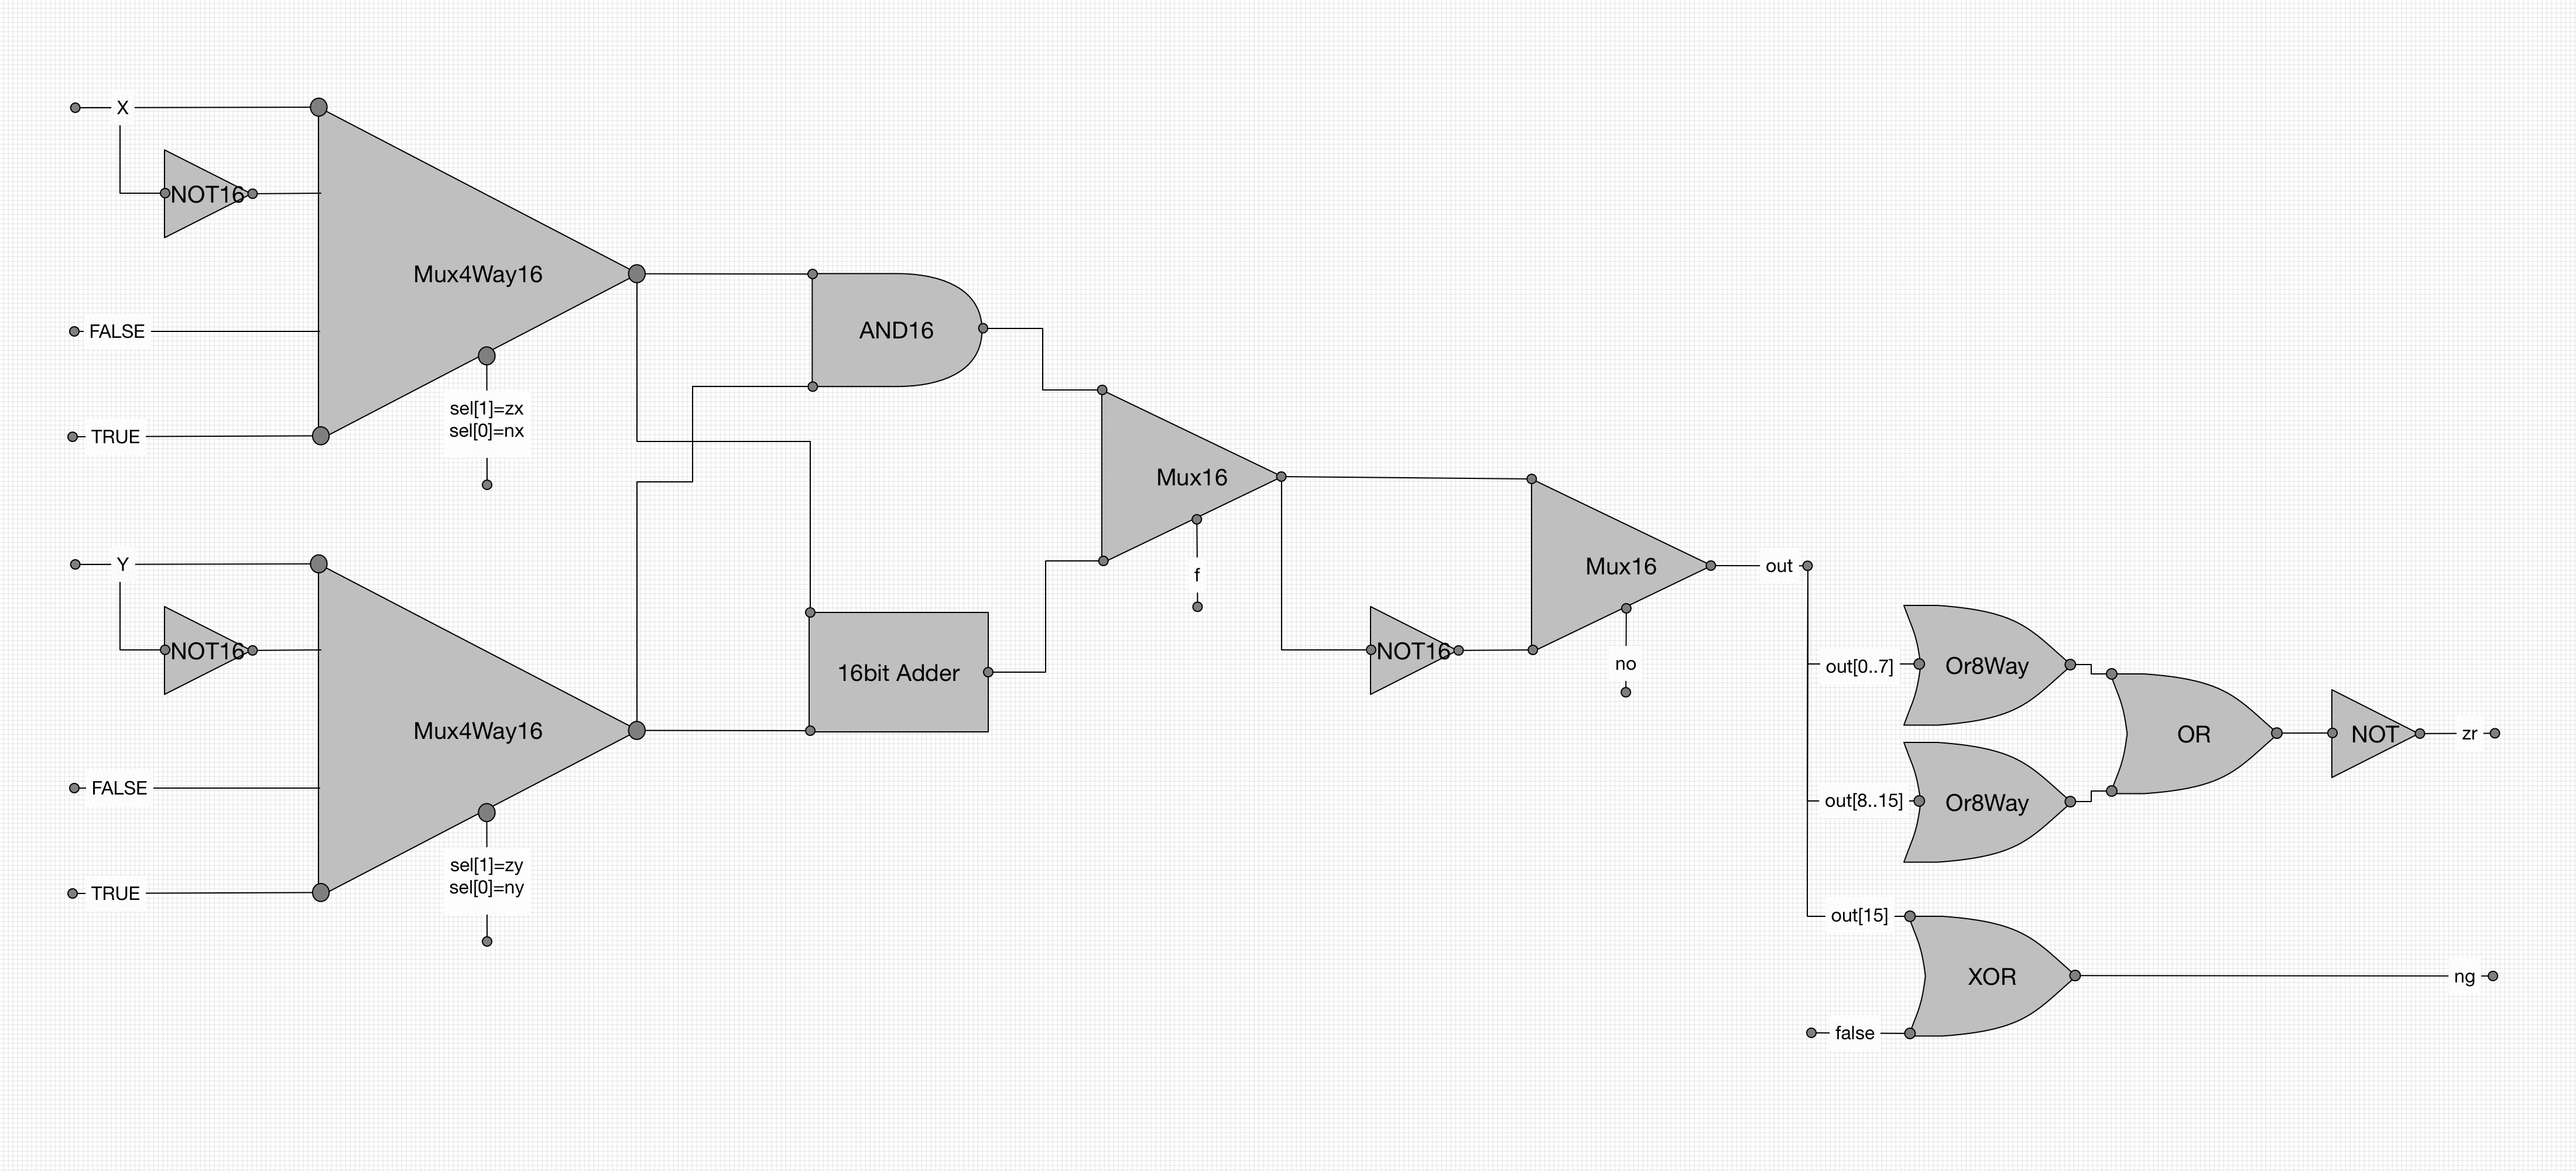 X
NOT16
Mux4Way16
FALSE
TRUE
sel[1]=zx
sel[0]=nx
Y
NOT16
Mux4Way16
FALSE
TRUE
sel[1]=zy
sel[0]=ny
AND16
16bit Adder
Mux16
f
NOT16
Mux16
no
out
out[0..7]
Or8Way
out[8..15]
Or8Way
OR
NOT
zr
out[15]
XOR
false
ng